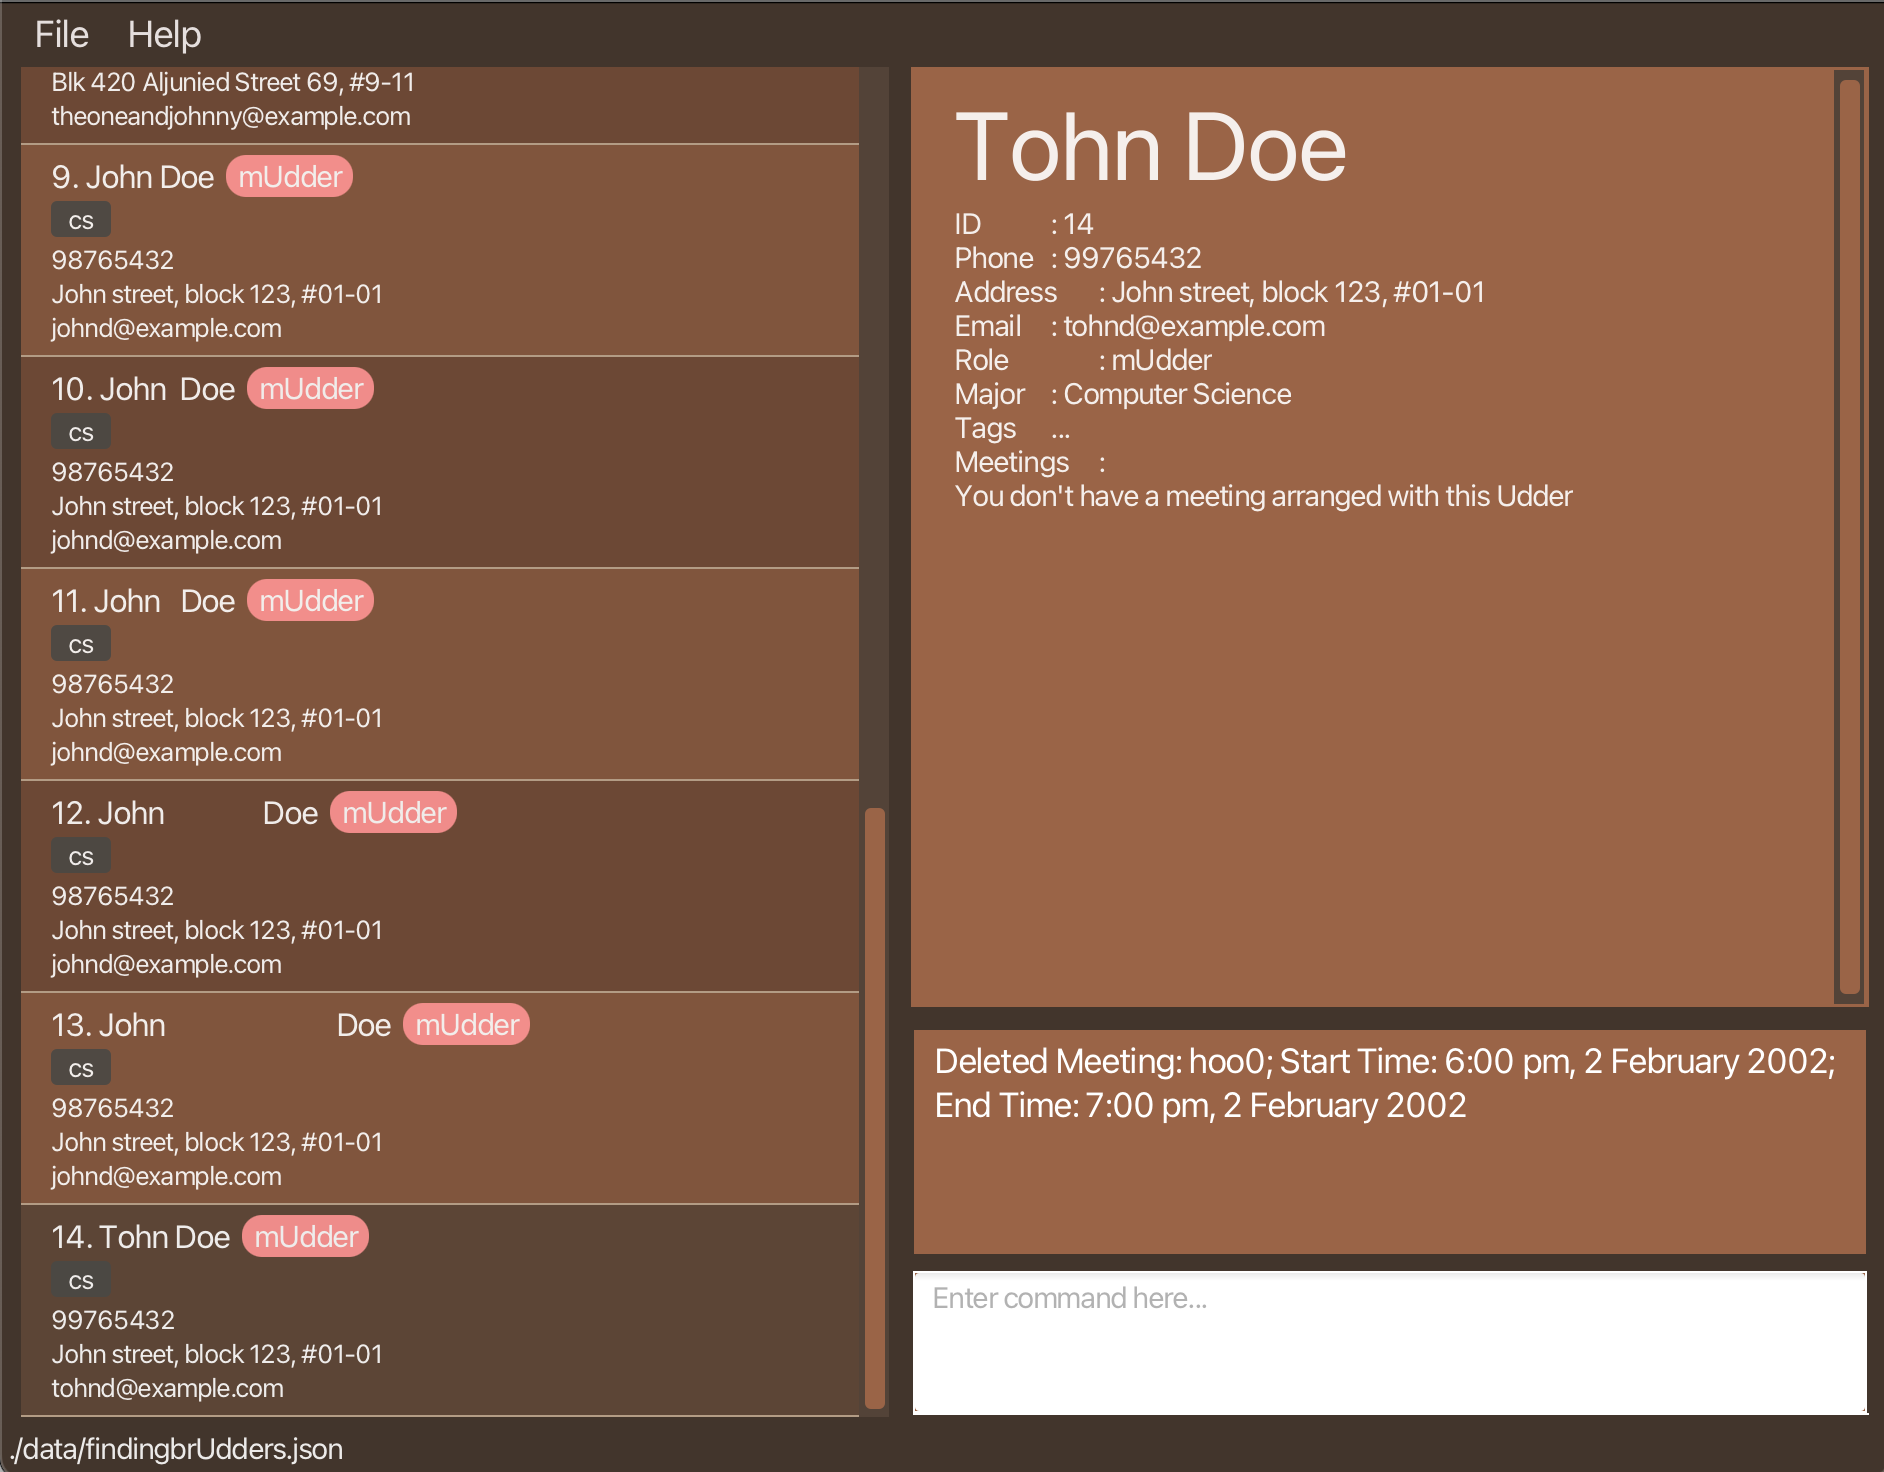 File Help
Blk 420 Aljunied Street 69, #9-11
theoneandjohnny@example.com
9. John Doe mUdder
cs
98765432
John street, block 123, #01-01
johnd@example.com
10. John  Doe mUdder
cs
98765432
John street, block 123, #01-01
johnd@example.com
11. John   Doe mUdder
cs
98765432
John street, block 123, #01-01
johnd@example.com
12. John            Doe mUdder
cs
98765432
John street, block 123, #01-01
johnd@example.com
13. John                     Doe mUdder
cs
98765432
John street, block 123, #01-01
johnd@example.com
14. Tohn Doe mUdder
cs
99765432
John street, block 123, #01-01
tohnd@example.com
Tohn Doe
ID : 14
Phone : 99765432
Address : John street, block 123, #01-01
Email : tohnd@example.com
Role : mUdder
Major : Computer Science
Tags ...
Meetings :
You don't have a meeting arranged with this Udder
Deleted Meeting: hoo0; Start Time: 6:00 pm, 2 February 2002;
End Time: 7:00 pm, 2 February 2002
Enter command here...
./data/findingbrUdders.json